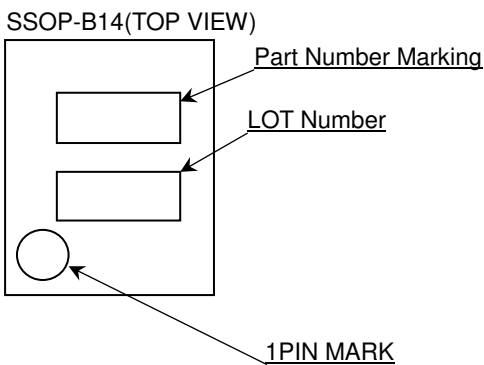 SSOP-B14(TOP VIEW)
Part Number Marking
LOT Number
1PIN MARK